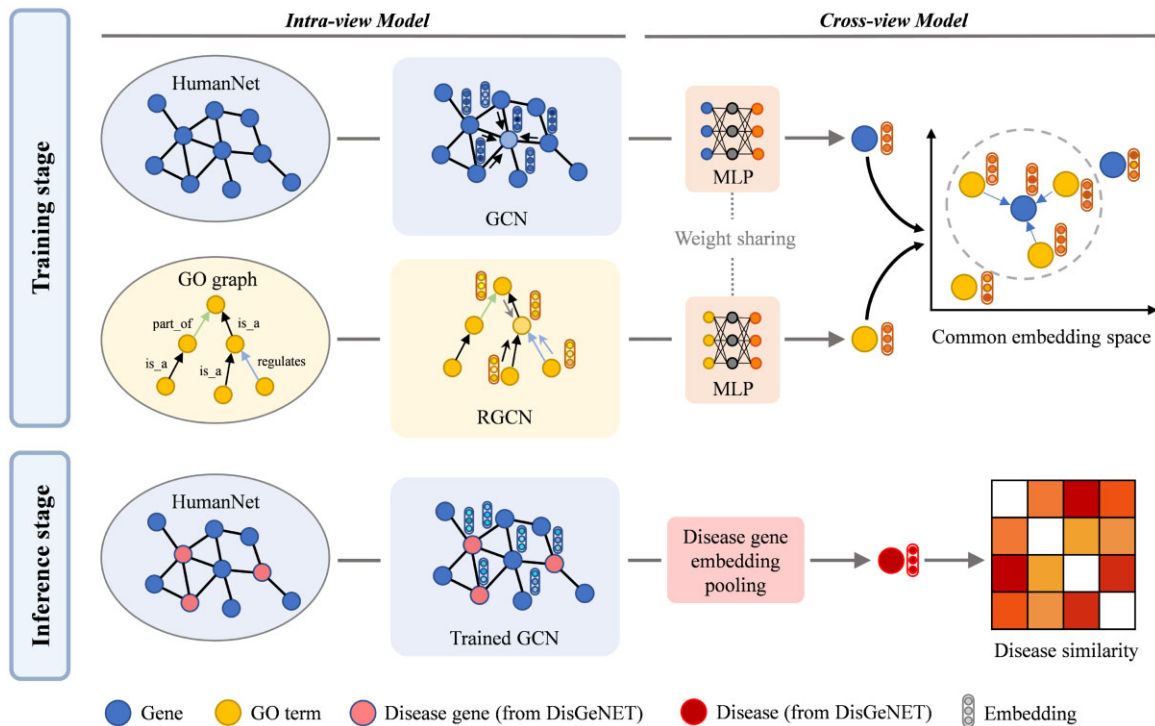 Intra-view Model
Cross-view Model
Training stage
HumanNet
GCN
MLP
Weight sharing
GO graph
part_of
is_a
is_a
is_a
regulates
RGCN
MLP
Common embedding space
Inference stage
HumanNet
Trained GCN
Disease gene
embedding
pooling
Disease similarity
Gene
GO term
Disease gene (from DisGeNET)
Disease (from DisGeNET)
Embedding